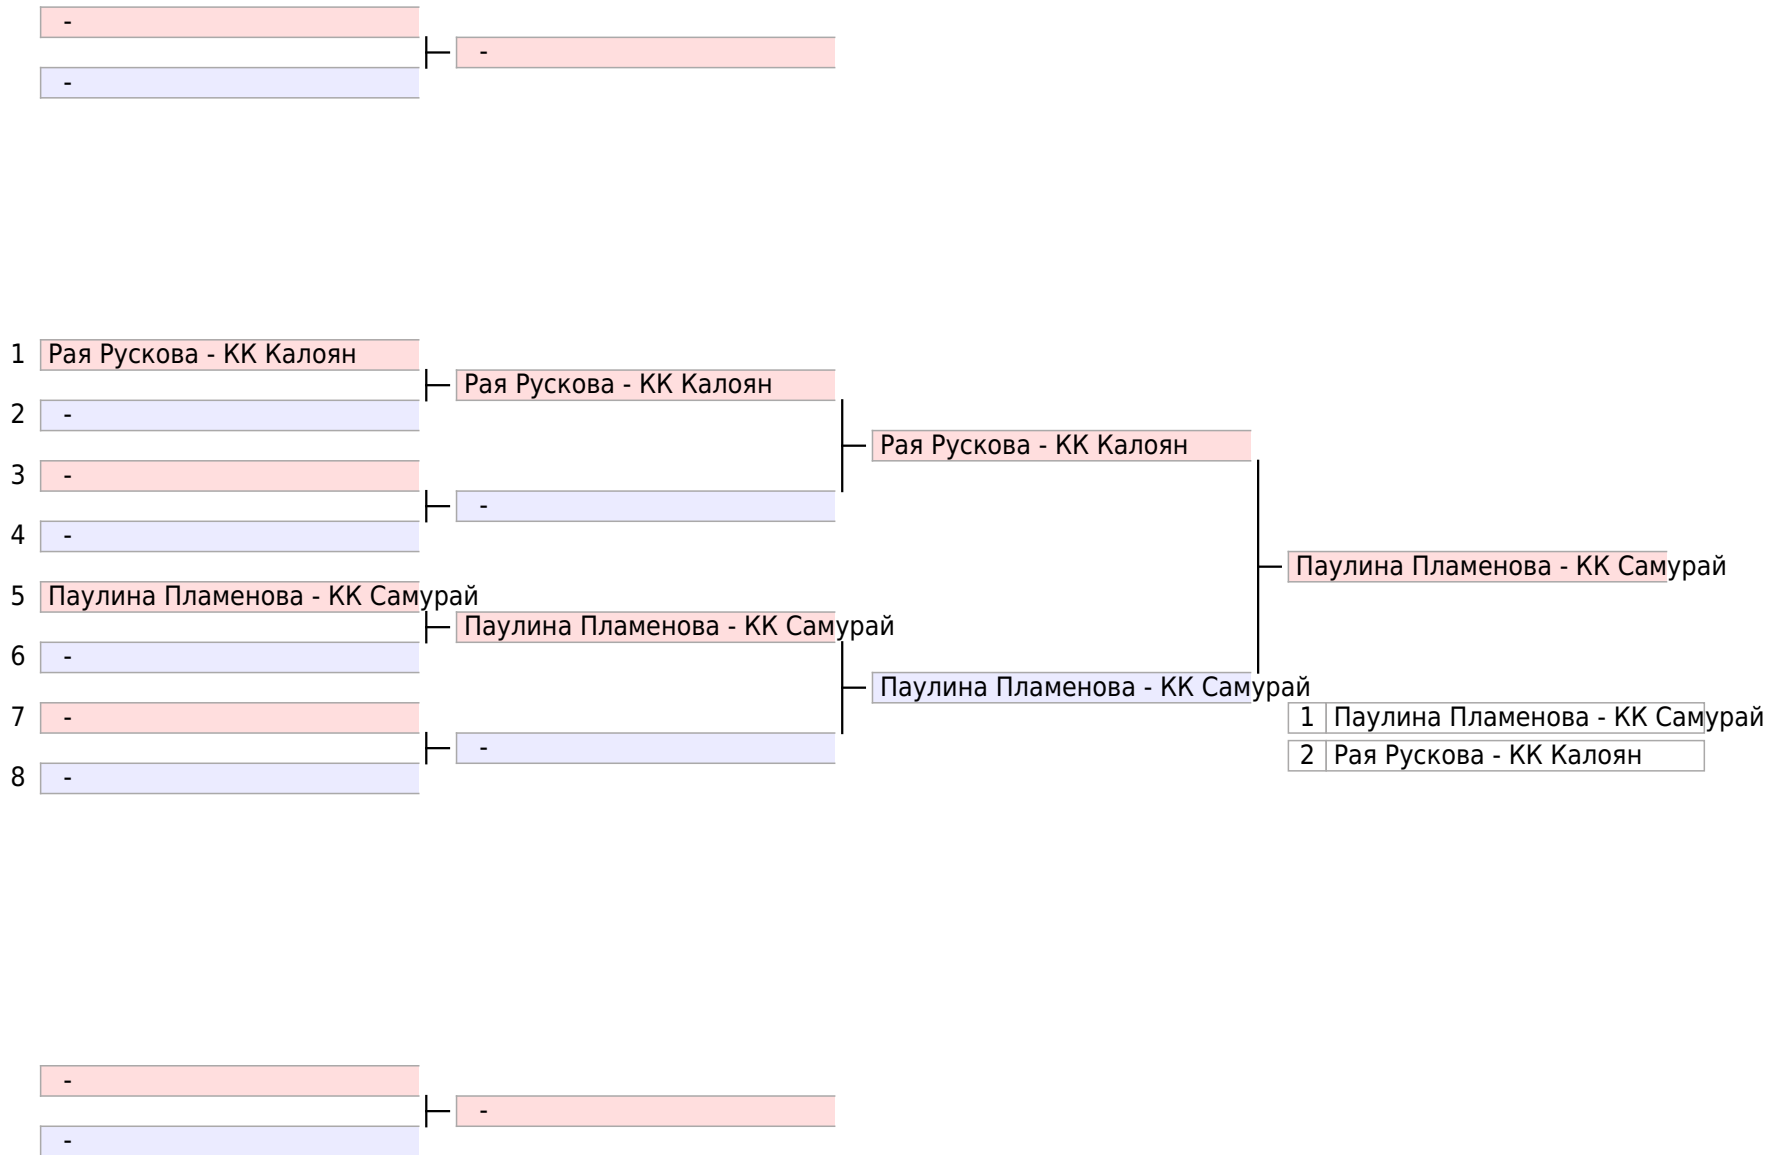 -
-
-
1 Рая Рускова - КК Калоян
Рая Рускова - КК Калоян
2 -
Рая Рускова - КК Калоян
3 -
-
4 -
Паулина Пламенова - КК Самурай
5 Паулина Пламенова - КК Самурай
Паулина Пламенова - КК Самурай
6 -
Паулина Пламенова - КК Самурай
7 -
1 Паулина Пламенова - КК Самурай
-
2 Рая Рускова - КК Калоян
8 -
-
-
-